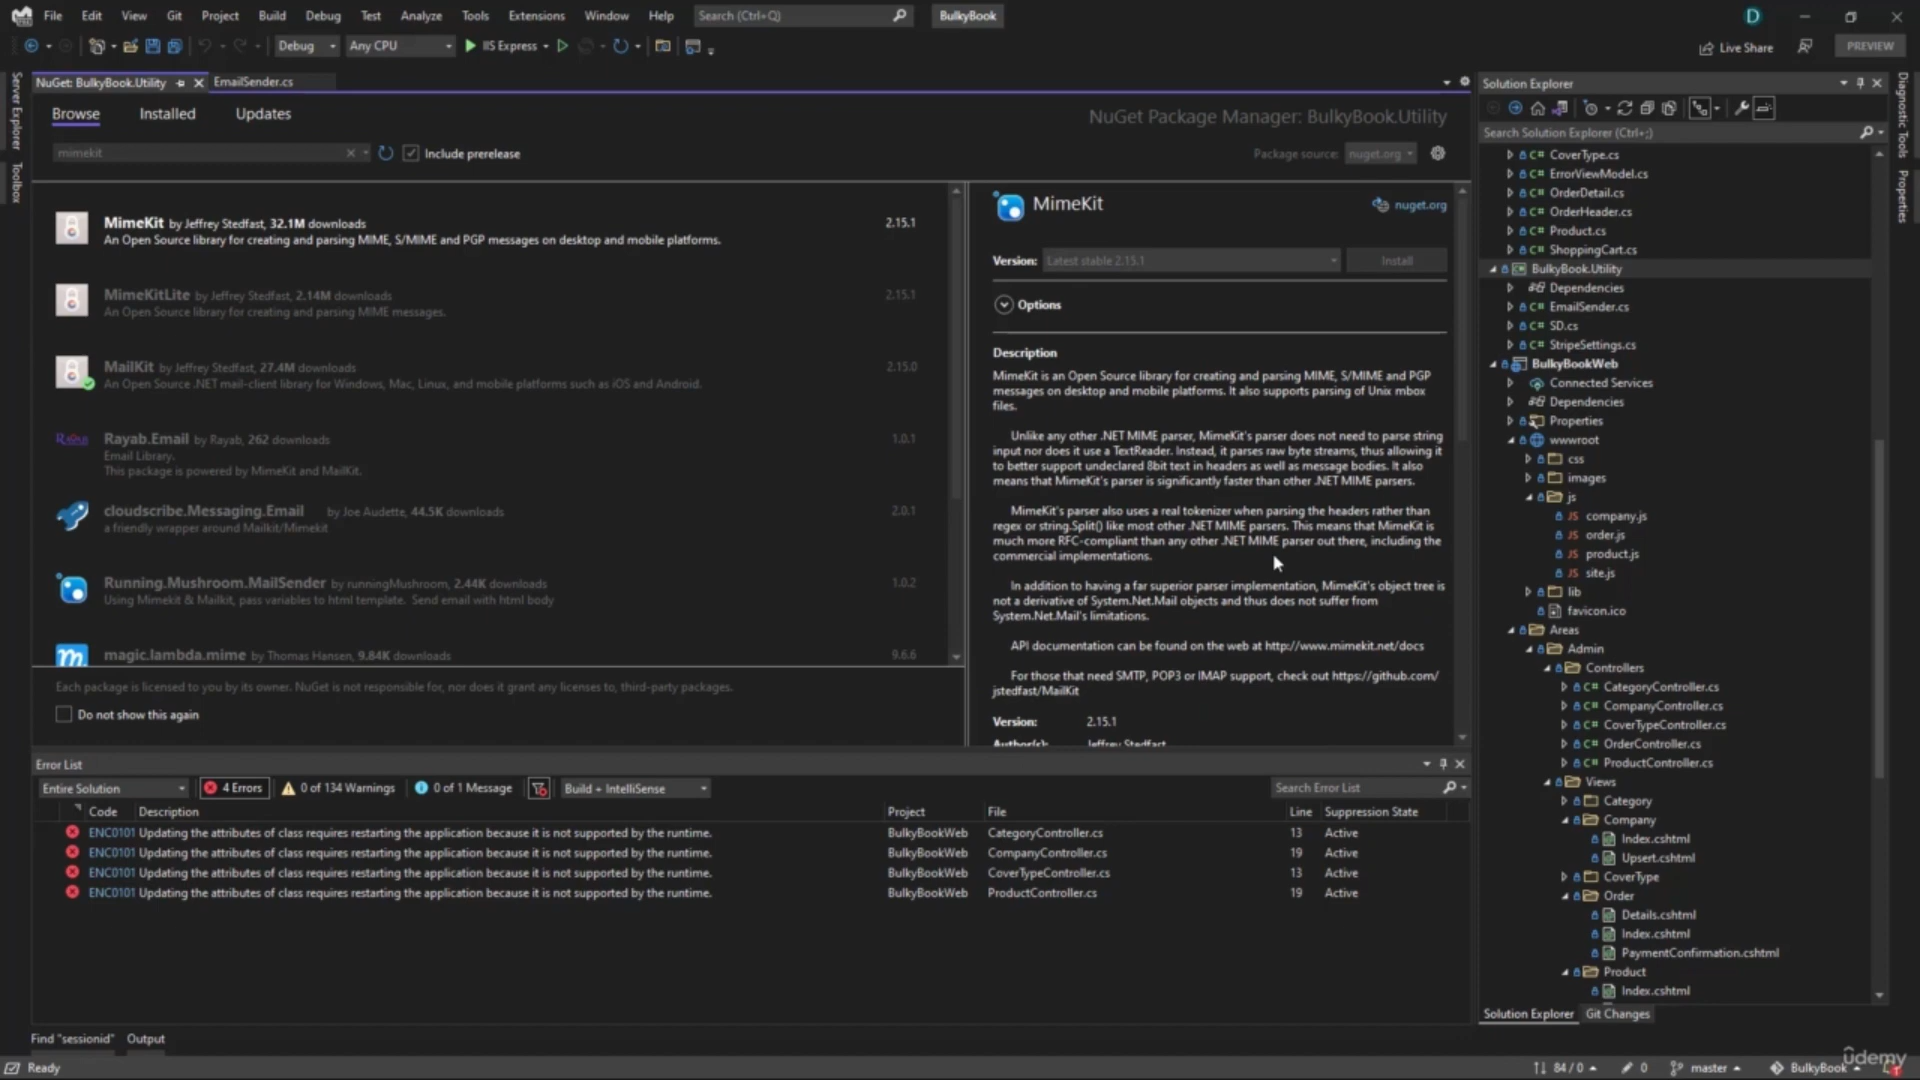 File Edit View Git Project Build Debug Test Analyze Tools Extensions Window Help Search (Ctrl+Q) BulkyBook D
Debug Any CPU IIS Express Live Share PREVIEW
Server Explorer
Toolbox
NuGet: BulkyBook.Utility EmailSender.cs
Browse Installed Updates
NuGet Package Manager: BulkyBook.Utility
mimekit Include prerelease Package source: nuget.org
MimeKit by Jeffrey Stedfast, 32.1M downloads 2.15.1
An Open Source library for creating and parsing MIME, S/MIME and PGP messages on desktop and mobile platforms.
MimeKitLite by Jeffrey Stedfast, 2.14M downloads 2.15.1
An Open Source library for creating and parsing MIME messages.
MailKit by Jeffrey Stedfast, 27.4M downloads 2.15.0
An Open Source .NET mail-client library for Windows, Mac, Linux, and mobile platforms such as iOS and Android.
Rayab.Email by Rayab, 262 downloads 1.0.1
Email Library.
This package is powered by MimeKit and MailKit.
cloudscribe.Messaging.Email by Joe Audette, 44.5K downloads 2.0.1
a friendly wrapper around Mailkit/Mimekit
Running.Mushroom.MailSender by runningMushroom, 2.44K downloads 1.0.2
Using Mimekit & Mailkit, pass variables to html template. Send email with html body
magic.lambda.mime by Thomas Hansen, 9.84K downloads 9.6.6
Each package is licensed to you by its owner. NuGet is not responsible for, nor does it grant any licenses to, third-party packages.
Do not show this again
MimeKit nuget.org
Version: Latest stable 2.15.1 Install
Options
Description
MimeKit is an Open Source library for creating and parsing MIME, S/MIME and PGP
messages on desktop and mobile platforms. It also supports parsing of Unix mbox
files.
Unlike any other .NET MIME parser, MimeKit's parser does not need to parse string
input nor does it use a TextReader. Instead, it parses raw byte streams, thus allowing it
to better support undeclared 8bit text in headers as well as message bodies. It also
means that MimeKit's parser is significantly faster than other .NET MIME parsers.
MimeKit's parser also uses a real tokenizer when parsing the headers rather than
regex or string.Split() like most other .NET MIME parsers. This means that MimeKit is
much more RFC-compliant than any other .NET MIME parser out there, including the
commercial implementations.
In addition to having a far superior parser implementation, MimeKit's object tree is
not a derivative of System.Net.Mail objects and thus does not suffer from
System.Net.Mail's limitations.
API documentation can be found on the web at http://www.mimekit.net/docs
For those that need SMTP, POP3 or IMAP support, check out https://github.com/
jstedfast/MailKit
Version: 2.15.1
Author(s): Jeffrey Stedfast
Error List
Entire Solution 4 Errors 0 of 134 Warnings 0 of 1 Message Build + IntelliSense Search Error List
Code Description Project File Line Suppression State
ENC0101 Updating the attributes of class requires restarting the application because it is not supported by the runtime. BulkyBookWeb CategoryController.cs 13 Active
ENC0101 Updating the attributes of class requires restarting the application because it is not supported by the runtime. BulkyBookWeb CompanyController.cs 19 Active
ENC0101 Updating the attributes of class requires restarting the application because it is not supported by the runtime. BulkyBookWeb CoverTypeController.cs 13 Active
ENC0101 Updating the attributes of class requires restarting the application because it is not supported by the runtime. BulkyBookWeb ProductController.cs 19 Active
Find "sessionid" Output
Solution Explorer
Search Solution Explorer (Ctrl+;)
C# CoverType.cs
C# ErrorViewModel.cs
C# OrderDetail.cs
C# OrderHeader.cs
C# Product.cs
C# ShoppingCart.cs
BulkyBook.Utility
Dependencies
C# EmailSender.cs
C# SD.cs
C# StripeSettings.cs
BulkyBookWeb
Connected Services
Dependencies
Properties
wwwroot
css
images
js
JS company.js
JS order.js
JS product.js
JS site.js
lib
favicon.ico
Areas
Admin
Controllers
C# CategoryController.cs
C# CompanyController.cs
C# CoverTypeController.cs
C# OrderController.cs
C# ProductController.cs
Views
Category
Company
Index.cshtml
Upsert.cshtml
CoverType
Order
Details.cshtml
Index.cshtml
PaymentConfirmation.cshtml
Product
Index.cshtml
Solution Explorer Git Changes
Diagnostic Tools
Properties
Ready 84 / 0 0 master BulkyBook
ûdemy